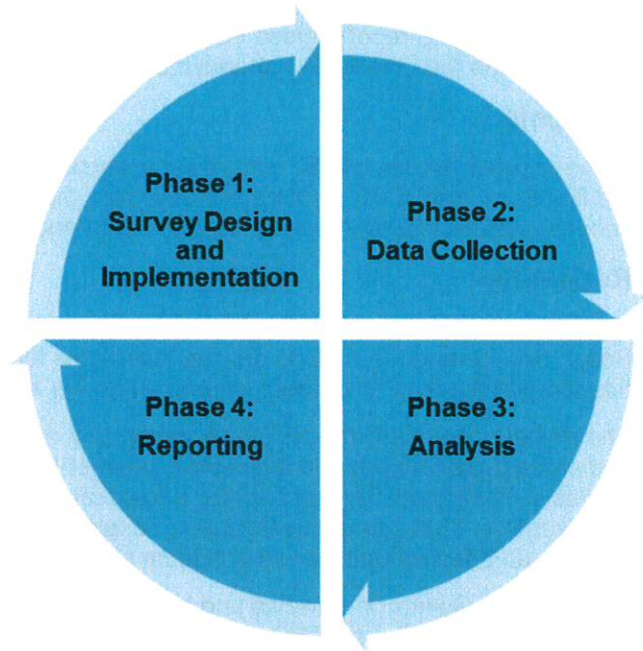 Phase 1:
Survey Design
and
Implementation
Phase 2:
Data Collection
Phase 3:
Analysis
Phase 4:
Reporting